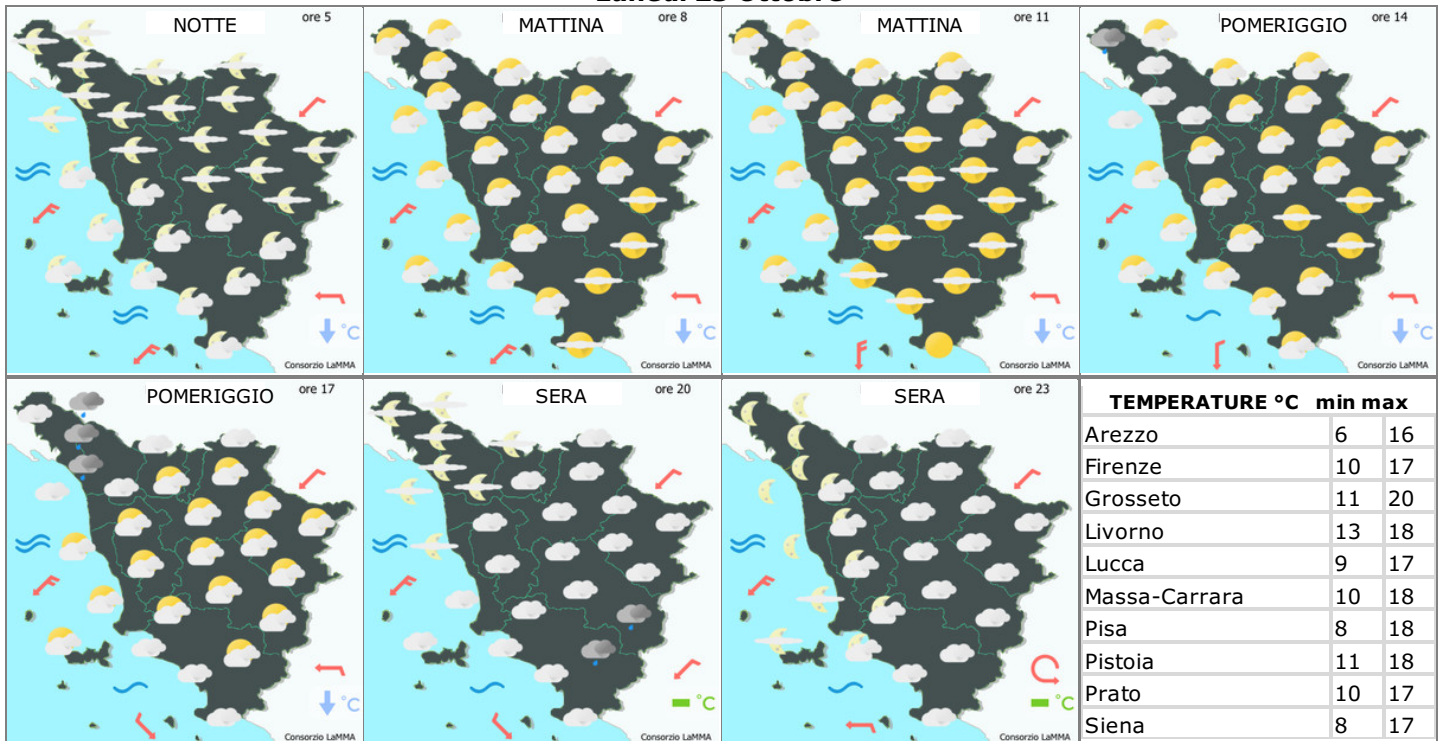 NOTTE ore 5
°C
Consorzio LaMMA
MATTINA ore 8
°C
Consorzio LaMMA
MATTINA ore 11
°C
Consorzio LaMMA
POMERIGGIO ore 14
°C
Consorzio LaMMA
POMERIGGIO ore 17
°C
Consorzio LaMMA
SERA ore 20
°C
Consorzio LaMMA
SERA ore 23
°C
Consorzio LaMMA
TEMPERATURE °C min max
Arezzo 6 16
Firenze 10 17
Grosseto 11 20
Livorno 13 18
Lucca 9 17
Massa-Carrara 10 18
Pisa 8 18
Pistoia 11 18
Prato 10 17
Siena 8 17